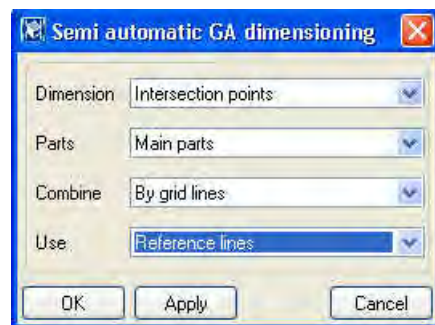 Semi automatic GA dimensioning
Dimension Intersection points
Parts Main parts
Combine By grid lines
Use Reference lines
OK Apply Cancel